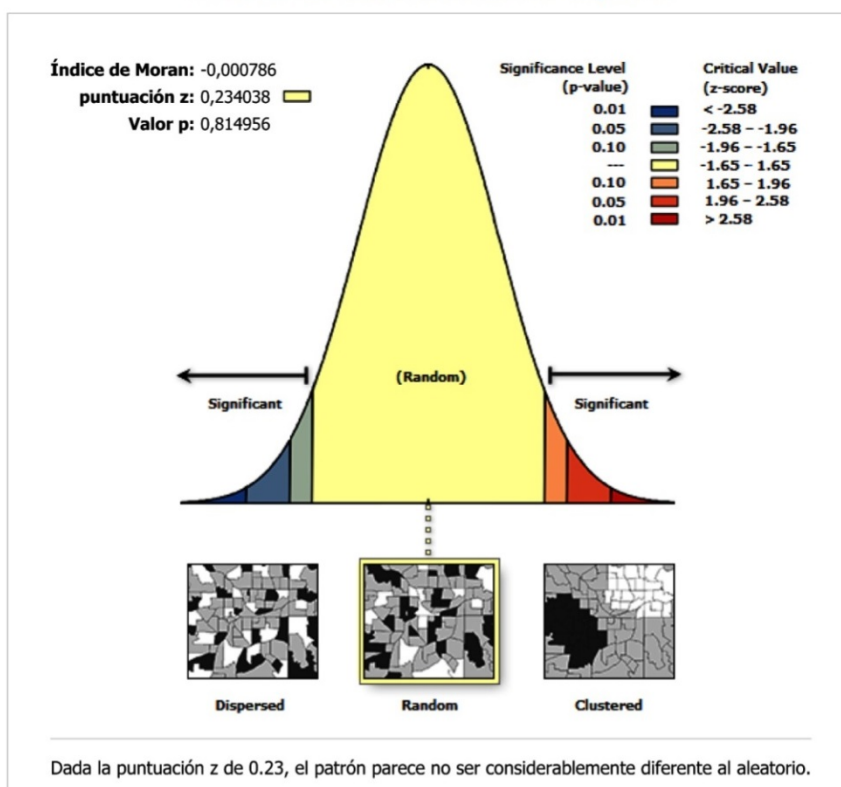 Índice de Moran: -0,000786
puntuación z: 0,234038
Valor p: 0,814956
Significance Level
(p-value)
Critical Value
(z-score)
0.01 < -2.58
0.05 -2.58 – -1.96
0.10 -1.96 – -1.65
--- -1.65 – 1.65
0.10 1.65 – 1.96
0.05 1.96 – 2.58
0.01 > 2.58
(Random)
Significant
Significant
Dispersed
Random
Clustered
Dada la puntuación z de 0.23, el patrón parece no ser considerablemente diferente al aleatorio.